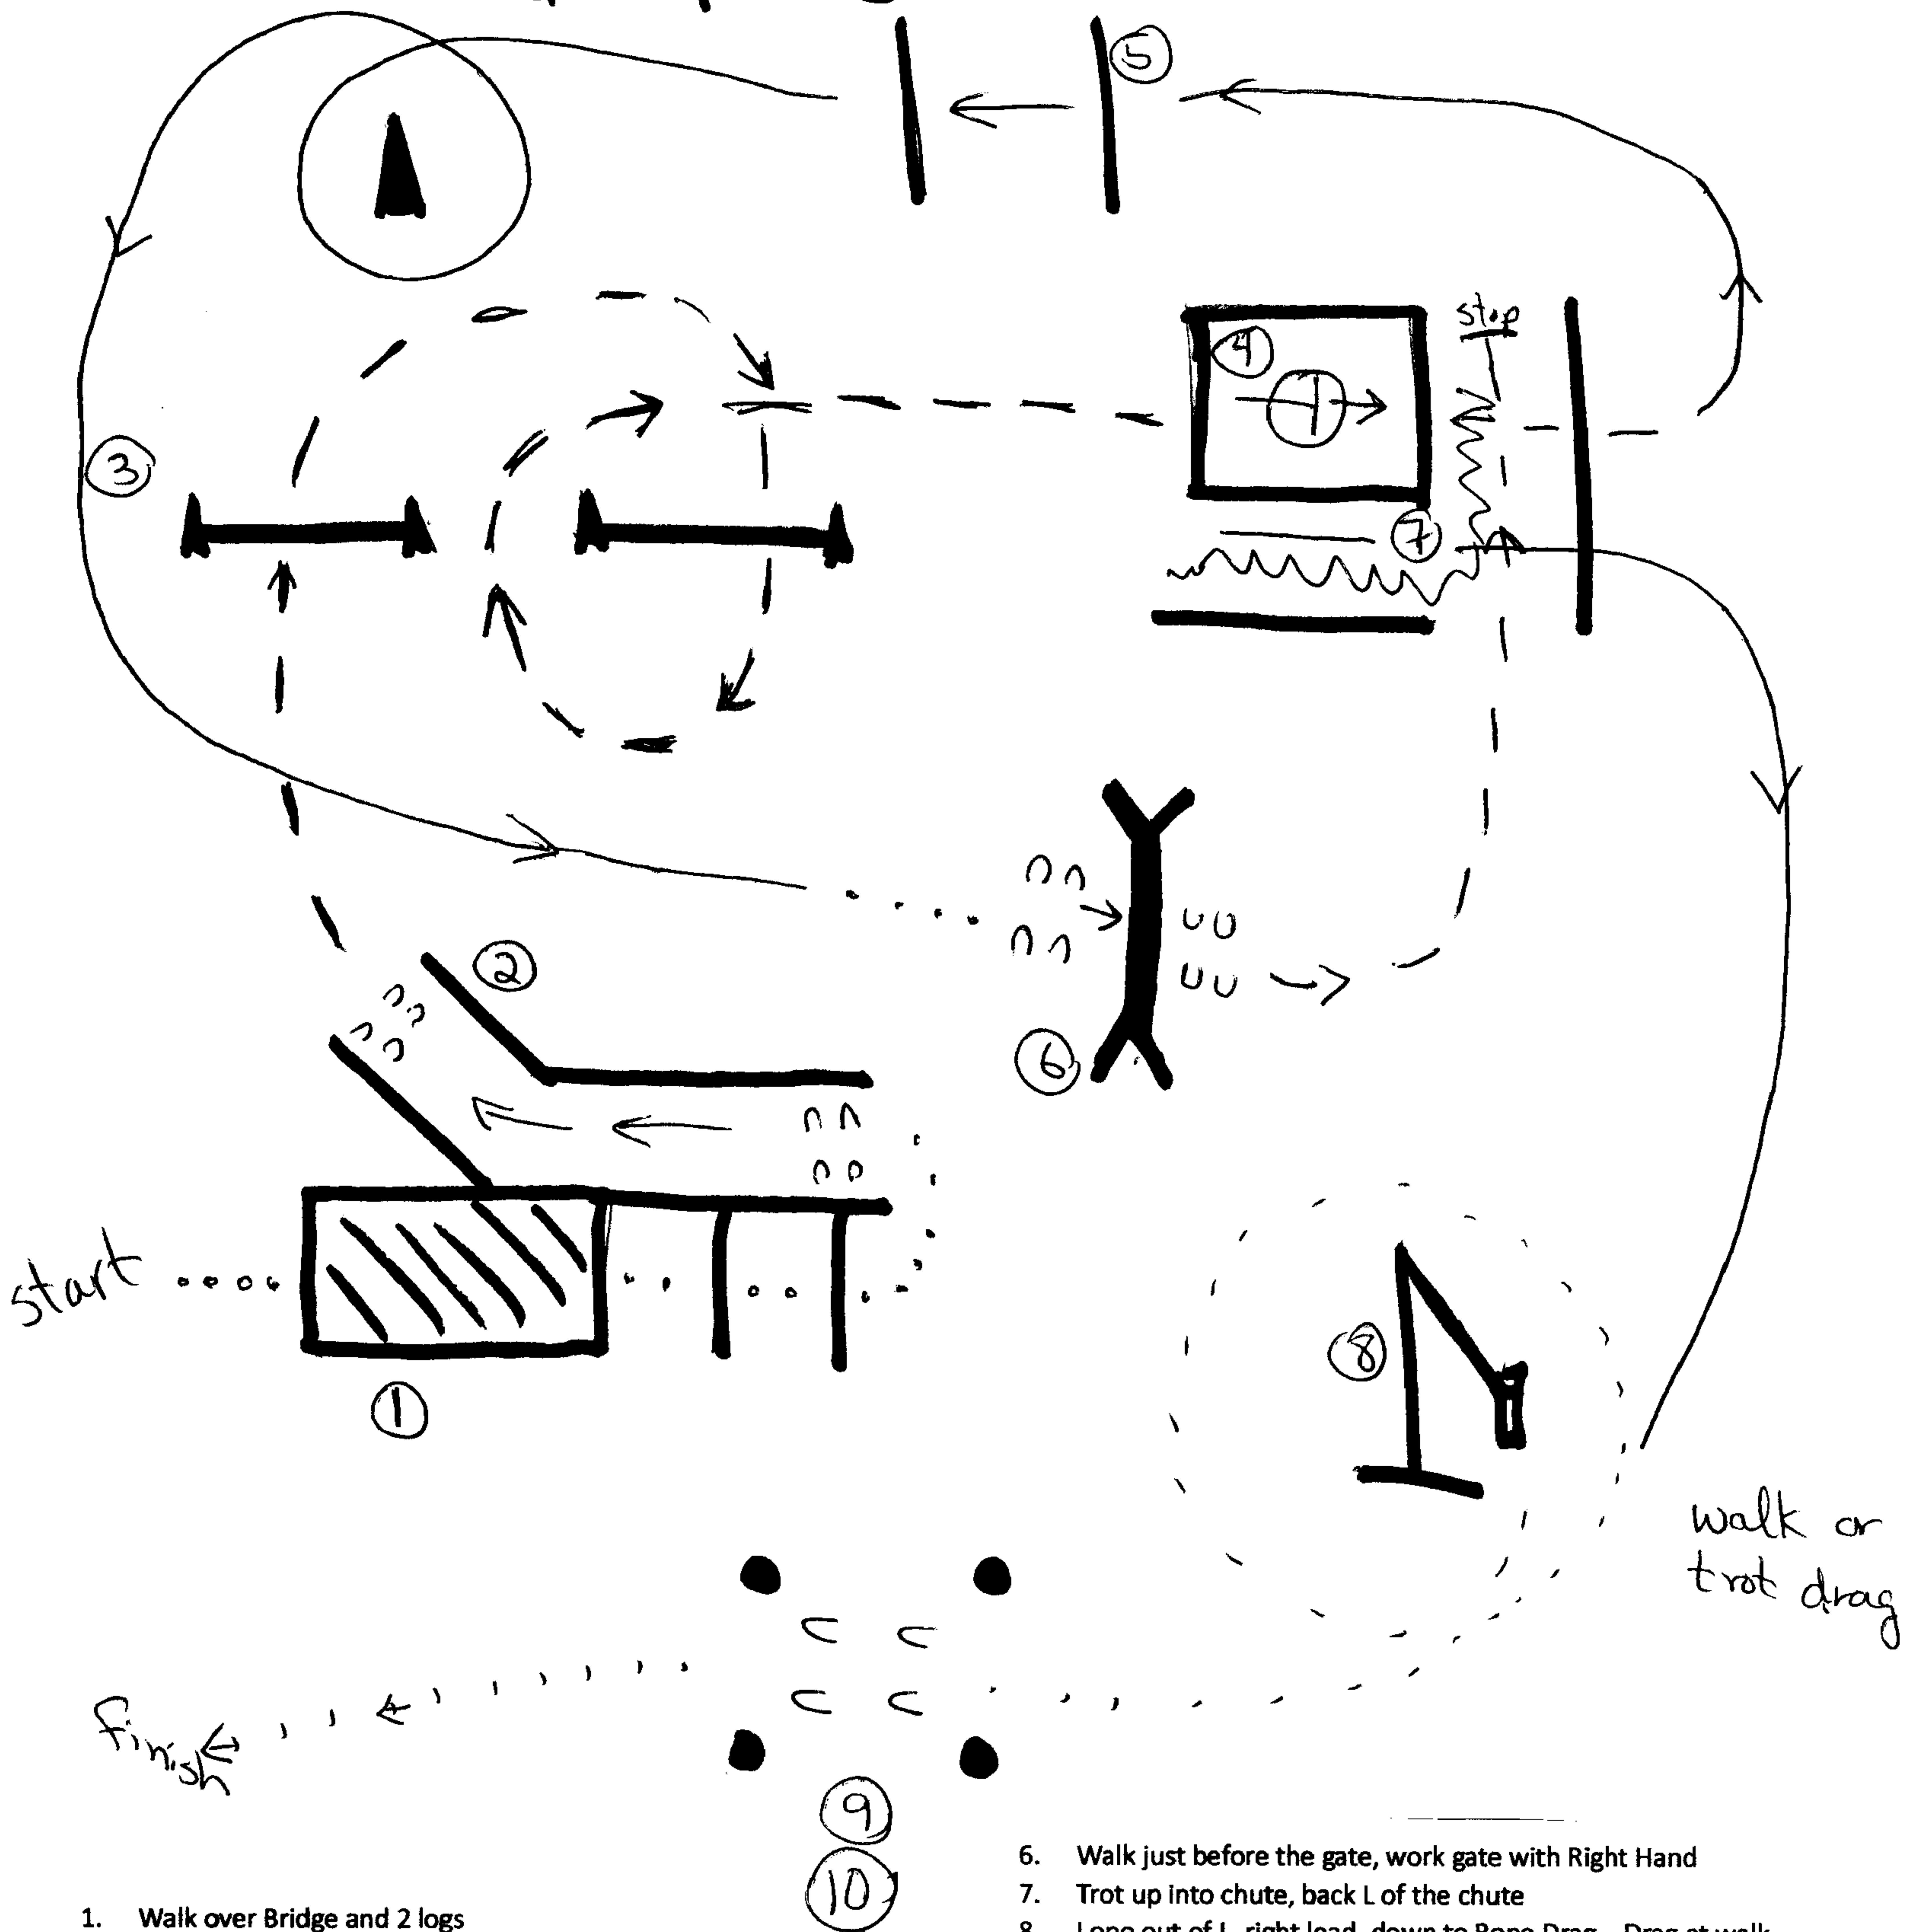 5
stop
4
3
7
2
6
start
8
1
walk or
trot drag
finish
9
10
6. Walk just before the gate, work gate with Right Hand
7. Trot up into chute, back L of the chute
1. Walk over Bridge and 2 logs